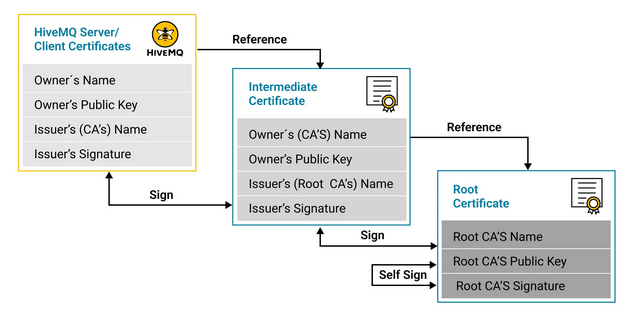 HiveMQ Server/
Client Certificates
HIVEMQ
Owner´s Name
Owner's Public Key
Issuer's (CA's) Name
Issuer's Signature
Reference
Intermediate
Certificate
Owner´s (CA'S) Name
Owner's Public Key
Issuer's (Root CA's) Name
Issuer's Signature
Sign
Reference
Root
Certificate
Root CA'S Name
Root CA'S Public Key
Root CA'S Signature
Sign
Self Sign